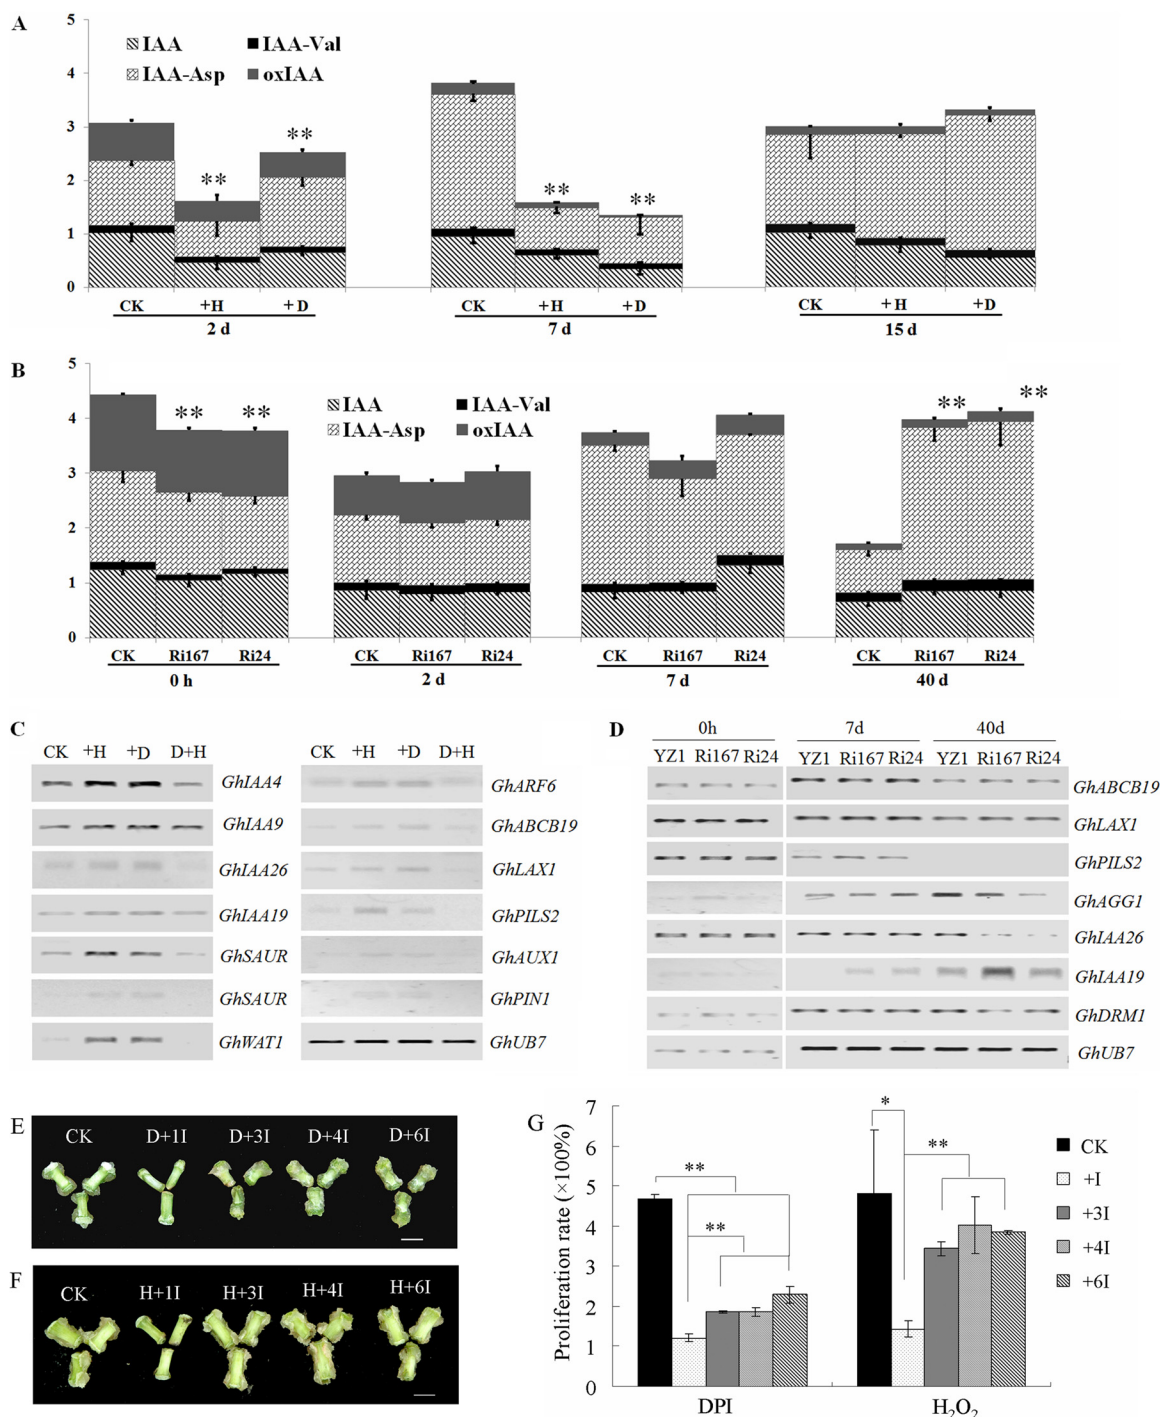 A
5
4
3
2
1
0
IAA
IAA-Val
IAA-Asp
oxIAA
**
**
**
**
CK
+H
+D
CK
+H
+D
CK
+H
+D
2 d
7 d
15 d
B
5
4
3
2
1
0
IAA
IAA-Val
IAA-Asp
oxIAA
**
**
**
**
CK
Ri167
Ri24
CK
Ri167
Ri24
CK
Ri167
Ri24
CK
Ri167
Ri24
0 h
2 d
7 d
40 d
C
CK +H +D D+H
GhIAA4
GhIAA9
GhIAA26
GhIAA19
GhSAUR
GhSAUR
GhWAT1
CK +H +D D+H
GhARF6
GhABCB19
GhLAX1
GhPILS2
GhAUX1
GhPIN1
GhUB7
D
0h 7d 40d
YZ1 Ri167 Ri24 YZ1 Ri167 Ri24 YZ1 Ri167 Ri24
GhABCB19
GhLAX1
GhPILS2
GhAGG1
GhIAA26
GhIAA19
GhDRM1
GhUB7
E
CK D+1I D+3I D+4I D+6I
F
CK H+1I H+3I H+4I H+6I
G
Proliferation rate (×100%)
7
6
5
4
3
2
1
0
**
**
*
**
DPI
H₂O₂
CK
+I
+3I
+4I
+6I